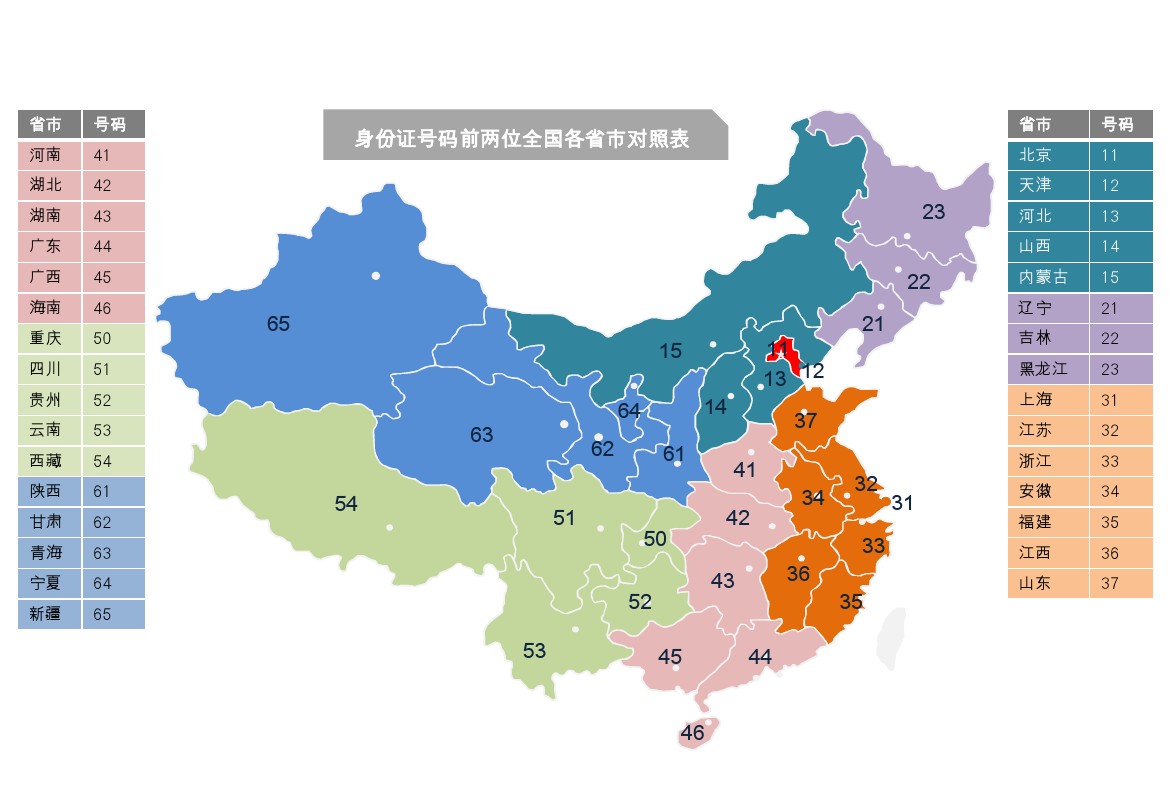 身份证号码前两位全国各省市对照表
省市 号码
河南 41
湖北 42
湖南 43
广东 44
广西 45
海南 46
重庆 50
四川 51
贵州 52
云南 53
西藏 54
陕西 61
甘肃 62
青海 63
宁夏 64
新疆 65
23
22
21
65
15
11
12
13
14
64
63
62
61
37
41
54
51
42
34
32
31
50
33
43
36
52
35
53
45
44
46
省市 号码
北京 11
天津 12
河北 13
山西 14
内蒙古 15
辽宁 21
吉林 22
黑龙江 23
上海 31
江苏 32
浙江 33
安徽 34
福建 35
江西 36
山东 37